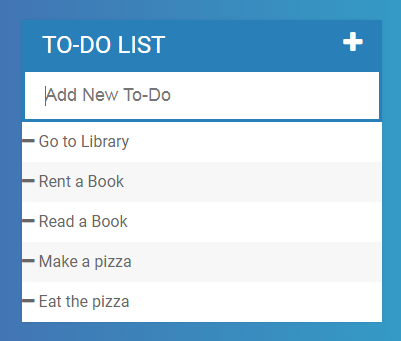 TO-DO LIST
Add New To-Do
Go to Library
Rent a Book
Read a Book
Make a pizza
Eat the pizza